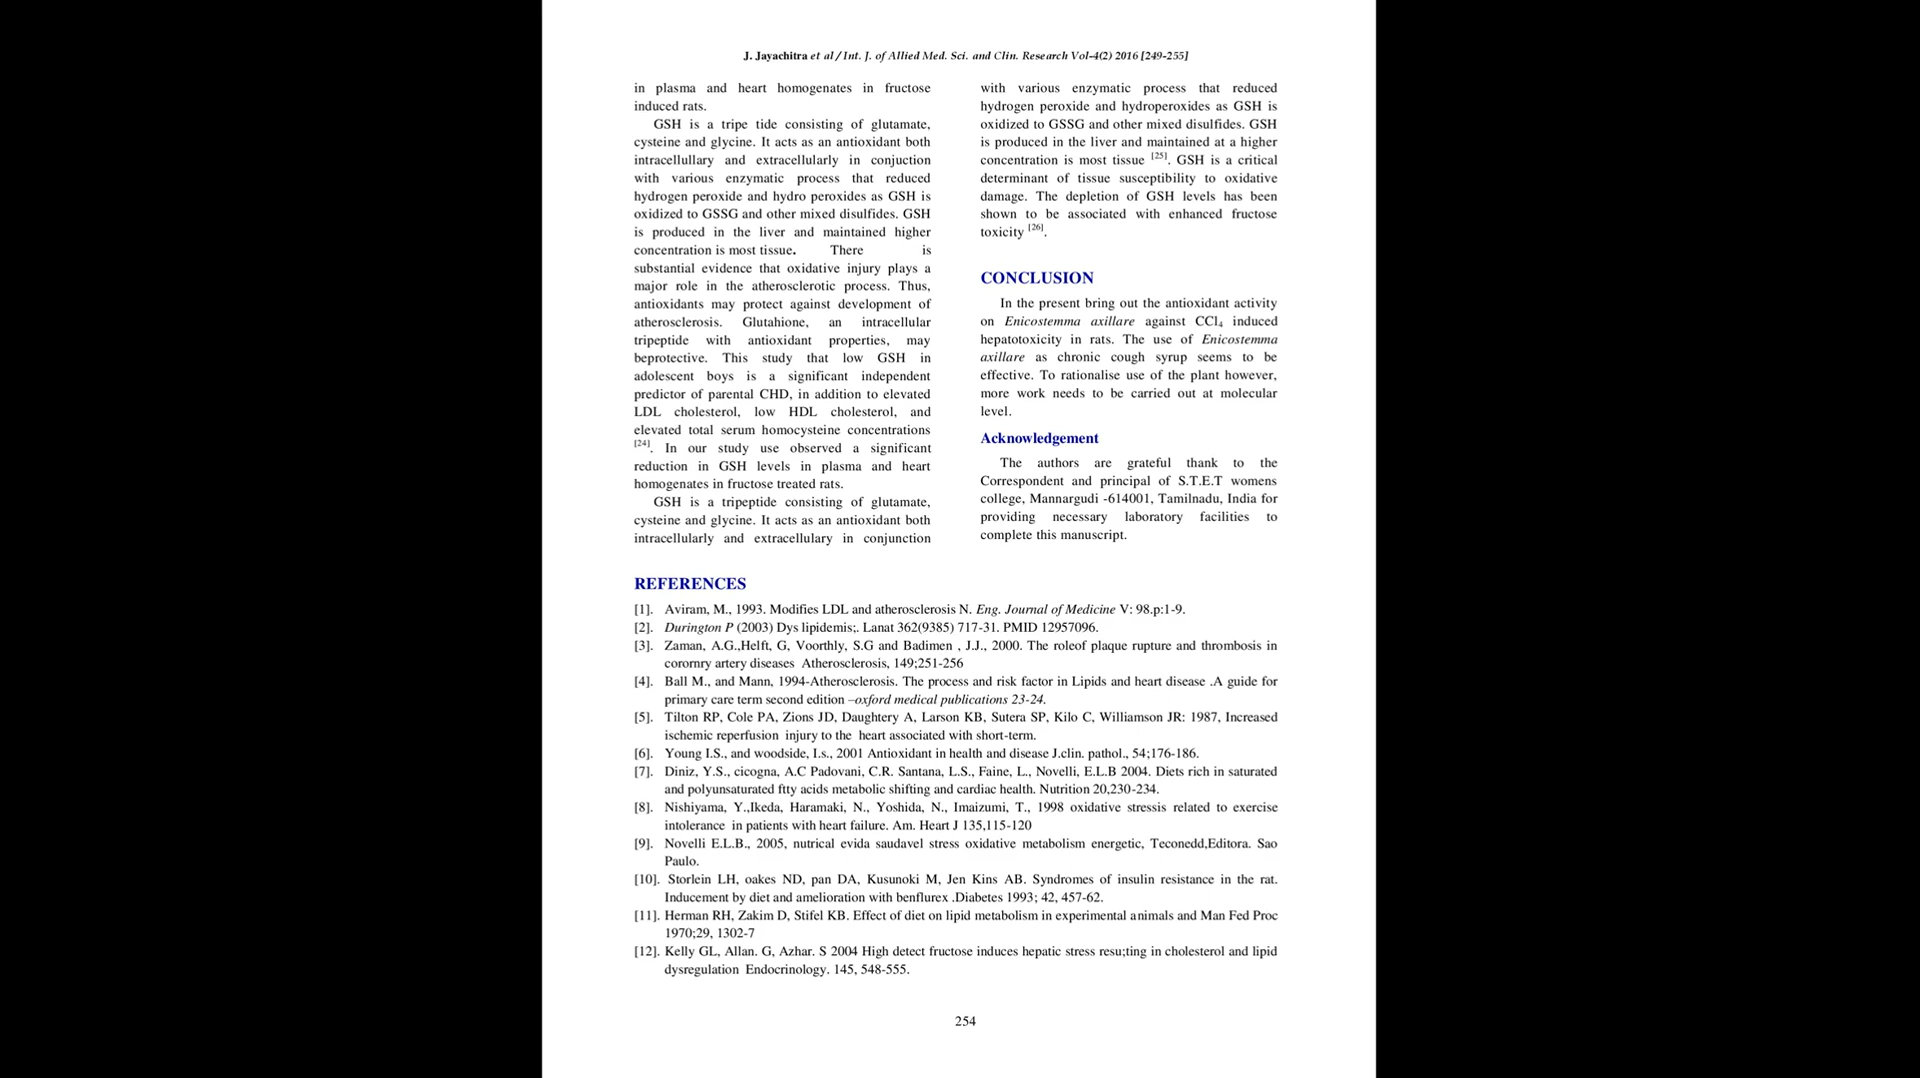 J. Jayachitra et al / Int. J. of Allied Med. Sci. and Clin. Research Vol-4(2) 2016 [249-255]
in plasma and heart homogenates in fructose
induced rats.
GSH is a tripe tide consisting of glutamate,
cysteine and glycine. It acts as an antioxidant both
intracellullary and extracellularly in conjuction
with various enzymatic process that reduced
hydrogen peroxide and hydro peroxides as GSH is
oxidized to GSSG and other mixed disulfides. GSH
is produced in the liver and maintained higher
concentration is most tissue. There is
substantial evidence that oxidative injury plays a
major role in the atherosclerotic process. Thus,
antioxidants may protect against development of
atherosclerosis. Glutahione, an intracellular
tripeptide with antioxidant properties, may
beprotective. This study that low GSH in
adolescent boys is a significant independent
predictor of parental CHD, in addition to elevated
LDL cholesterol, low HDL cholesterol, and
elevated total serum homocysteine concentrations
[24]. In our study use observed a significant
reduction in GSH levels in plasma and heart
homogenates in fructose treated rats.
GSH is a tripeptide consisting of glutamate,
cysteine and glycine. It acts as an antioxidant both
intracellularly and extracellulary in conjunction
with various enzymatic process that reduced
hydrogen peroxide and hydroperoxides as GSH is
oxidized to GSSG and other mixed disulfides. GSH
is produced in the liver and maintained at a higher
concentration is most tissue [25]. GSH is a critical
determinant of tissue susceptibility to oxidative
damage. The depletion of GSH levels has been
shown to be associated with enhanced fructose
toxicity [26].
CONCLUSION
In the present bring out the antioxidant activity
on Enicostemma axillare against CCl4 induced
hepatotoxicity in rats. The use of Enicostemma
axillare as chronic cough syrup seems to be
effective. To rationalise use of the plant however,
more work needs to be carried out at molecular
level.
Acknowledgement
The authors are grateful thank to the
Correspondent and principal of S.T.E.T womens
college, Mannargudi -614001, Tamilnadu, India for
providing necessary laboratory facilities to
complete this manuscript.
REFERENCES
[1]. Aviram, M., 1993. Modifies LDL and atherosclerosis N. Eng. Journal of Medicine V: 98.p:1-9.
[2]. Durington P (2003) Dys lipidemis;. Lanat 362(9385) 717-31. PMID 12957096.
[3]. Zaman, A.G.,Helft, G, Voorthly, S.G and Badimen , J.J., 2000. The roleof plaque rupture and thrombosis in
corornry artery diseases Atherosclerosis, 149;251-256
[4]. Ball M., and Mann, 1994-Atherosclerosis. The process and risk factor in Lipids and heart disease .A guide for
primary care term second edition –oxford medical publications 23-24.
[5]. Tilton RP, Cole PA, Zions JD, Daughtery A, Larson KB, Sutera SP, Kilo C, Williamson JR: 1987, Increased
ischemic reperfusion injury to the heart associated with short-term.
[6]. Young I.S., and woodside, I.s., 2001 Antioxidant in health and disease J.clin. pathol., 54;176-186.
[7]. Diniz, Y.S., cicogna, A.C Padovani, C.R. Santana, L.S., Faine, L., Novelli, E.L.B 2004. Diets rich in saturated
and polyunsaturated ftty acids metabolic shifting and cardiac health. Nutrition 20,230-234.
[8]. Nishiyama, Y.,Ikeda, Haramaki, N., Yoshida, N., Imaizumi, T., 1998 oxidative stressis related to exercise
intolerance in patients with heart failure. Am. Heart J 135,115-120
[9]. Novelli E.L.B., 2005, nutrical evida saudavel stress oxidative metabolism energetic, Teconedd,Editora. Sao
Paulo.
[10]. Storlein LH, oakes ND, pan DA, Kusunoki M, Jen Kins AB. Syndromes of insulin resistance in the rat.
Inducement by diet and amelioration with benflurex .Diabetes 1993; 42, 457-62.
[11]. Herman RH, Zakim D, Stifel KB. Effect of diet on lipid metabolism in experimental animals and Man Fed Proc
1970;29, 1302-7
[12]. Kelly GL, Allan. G, Azhar. S 2004 High detect fructose induces hepatic stress resu;ting in cholesterol and lipid
dysregulation Endocrinology. 145, 548-555.
254